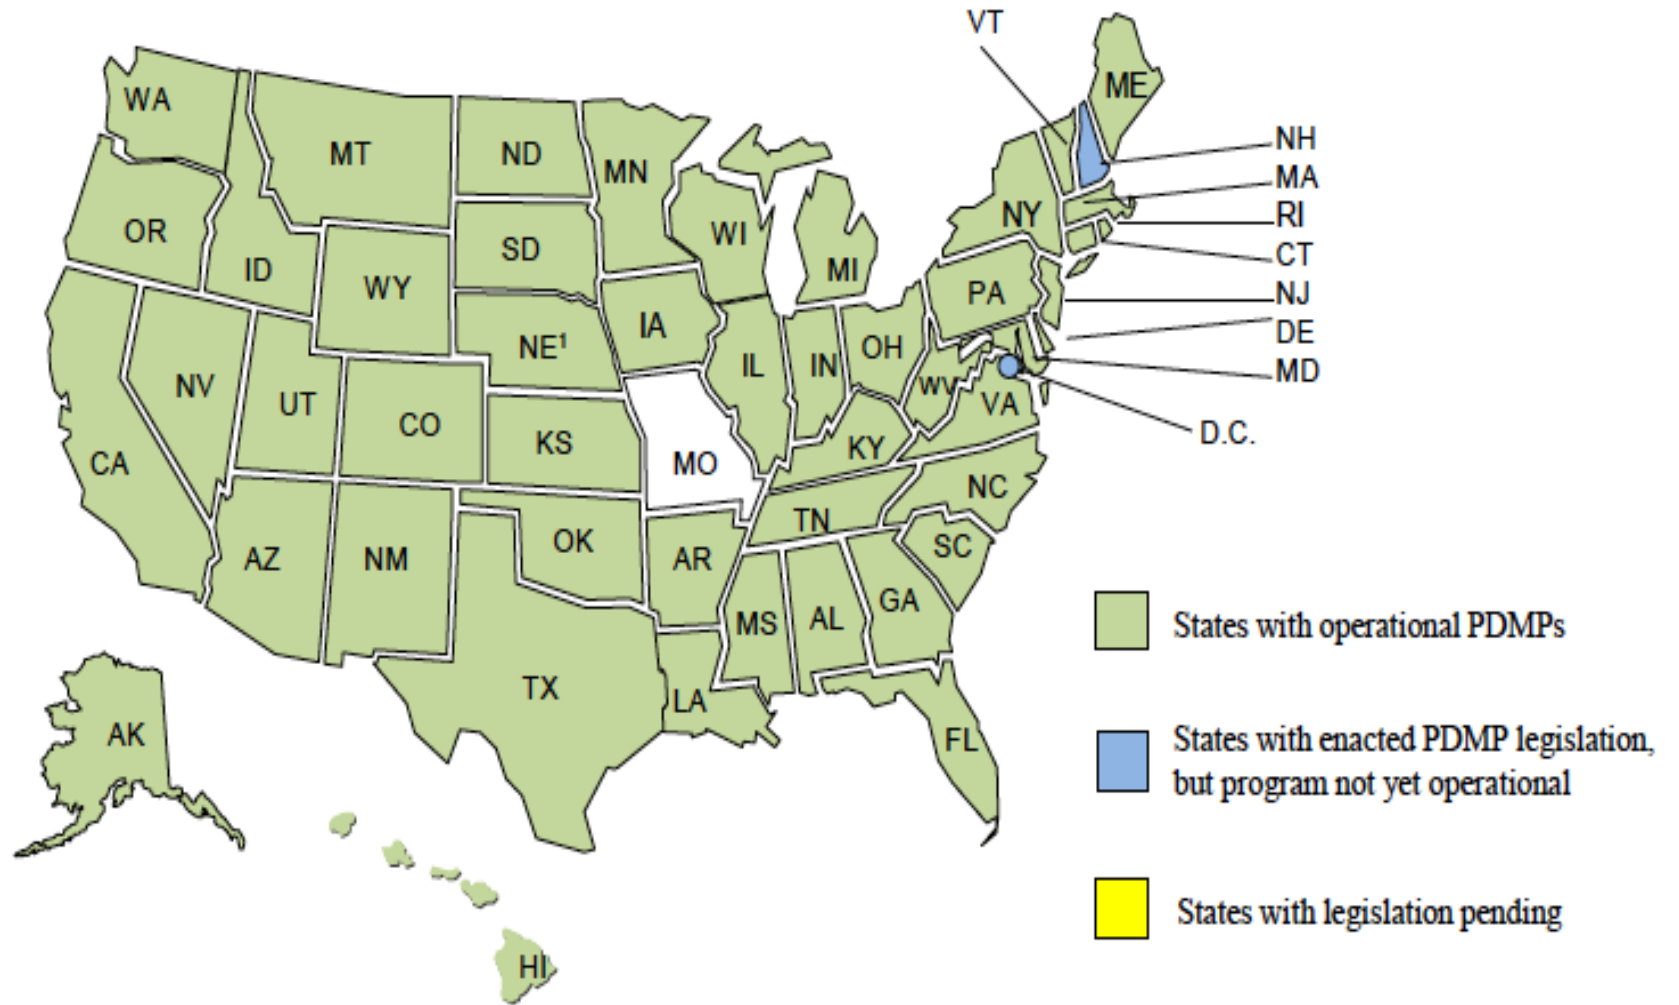 VT
WA
ME
MT
ND
MN
NH
MA
OR
NY
RI
WI
SD
CT
ID
MI
WY
PA
NJ
IA
DE
NE¹
OH
IL
IN
MD
NV
WV
UT
VA
CO
D.C.
KS
KY
CA
MO
NC
TN
OK
SC
AZ
NM
AR
GA
MS
AL
States with operational PDMPs
TX
LA
AK
FL
States with enacted PDMP legislation,
but program not yet operational
States with legislation pending
HI